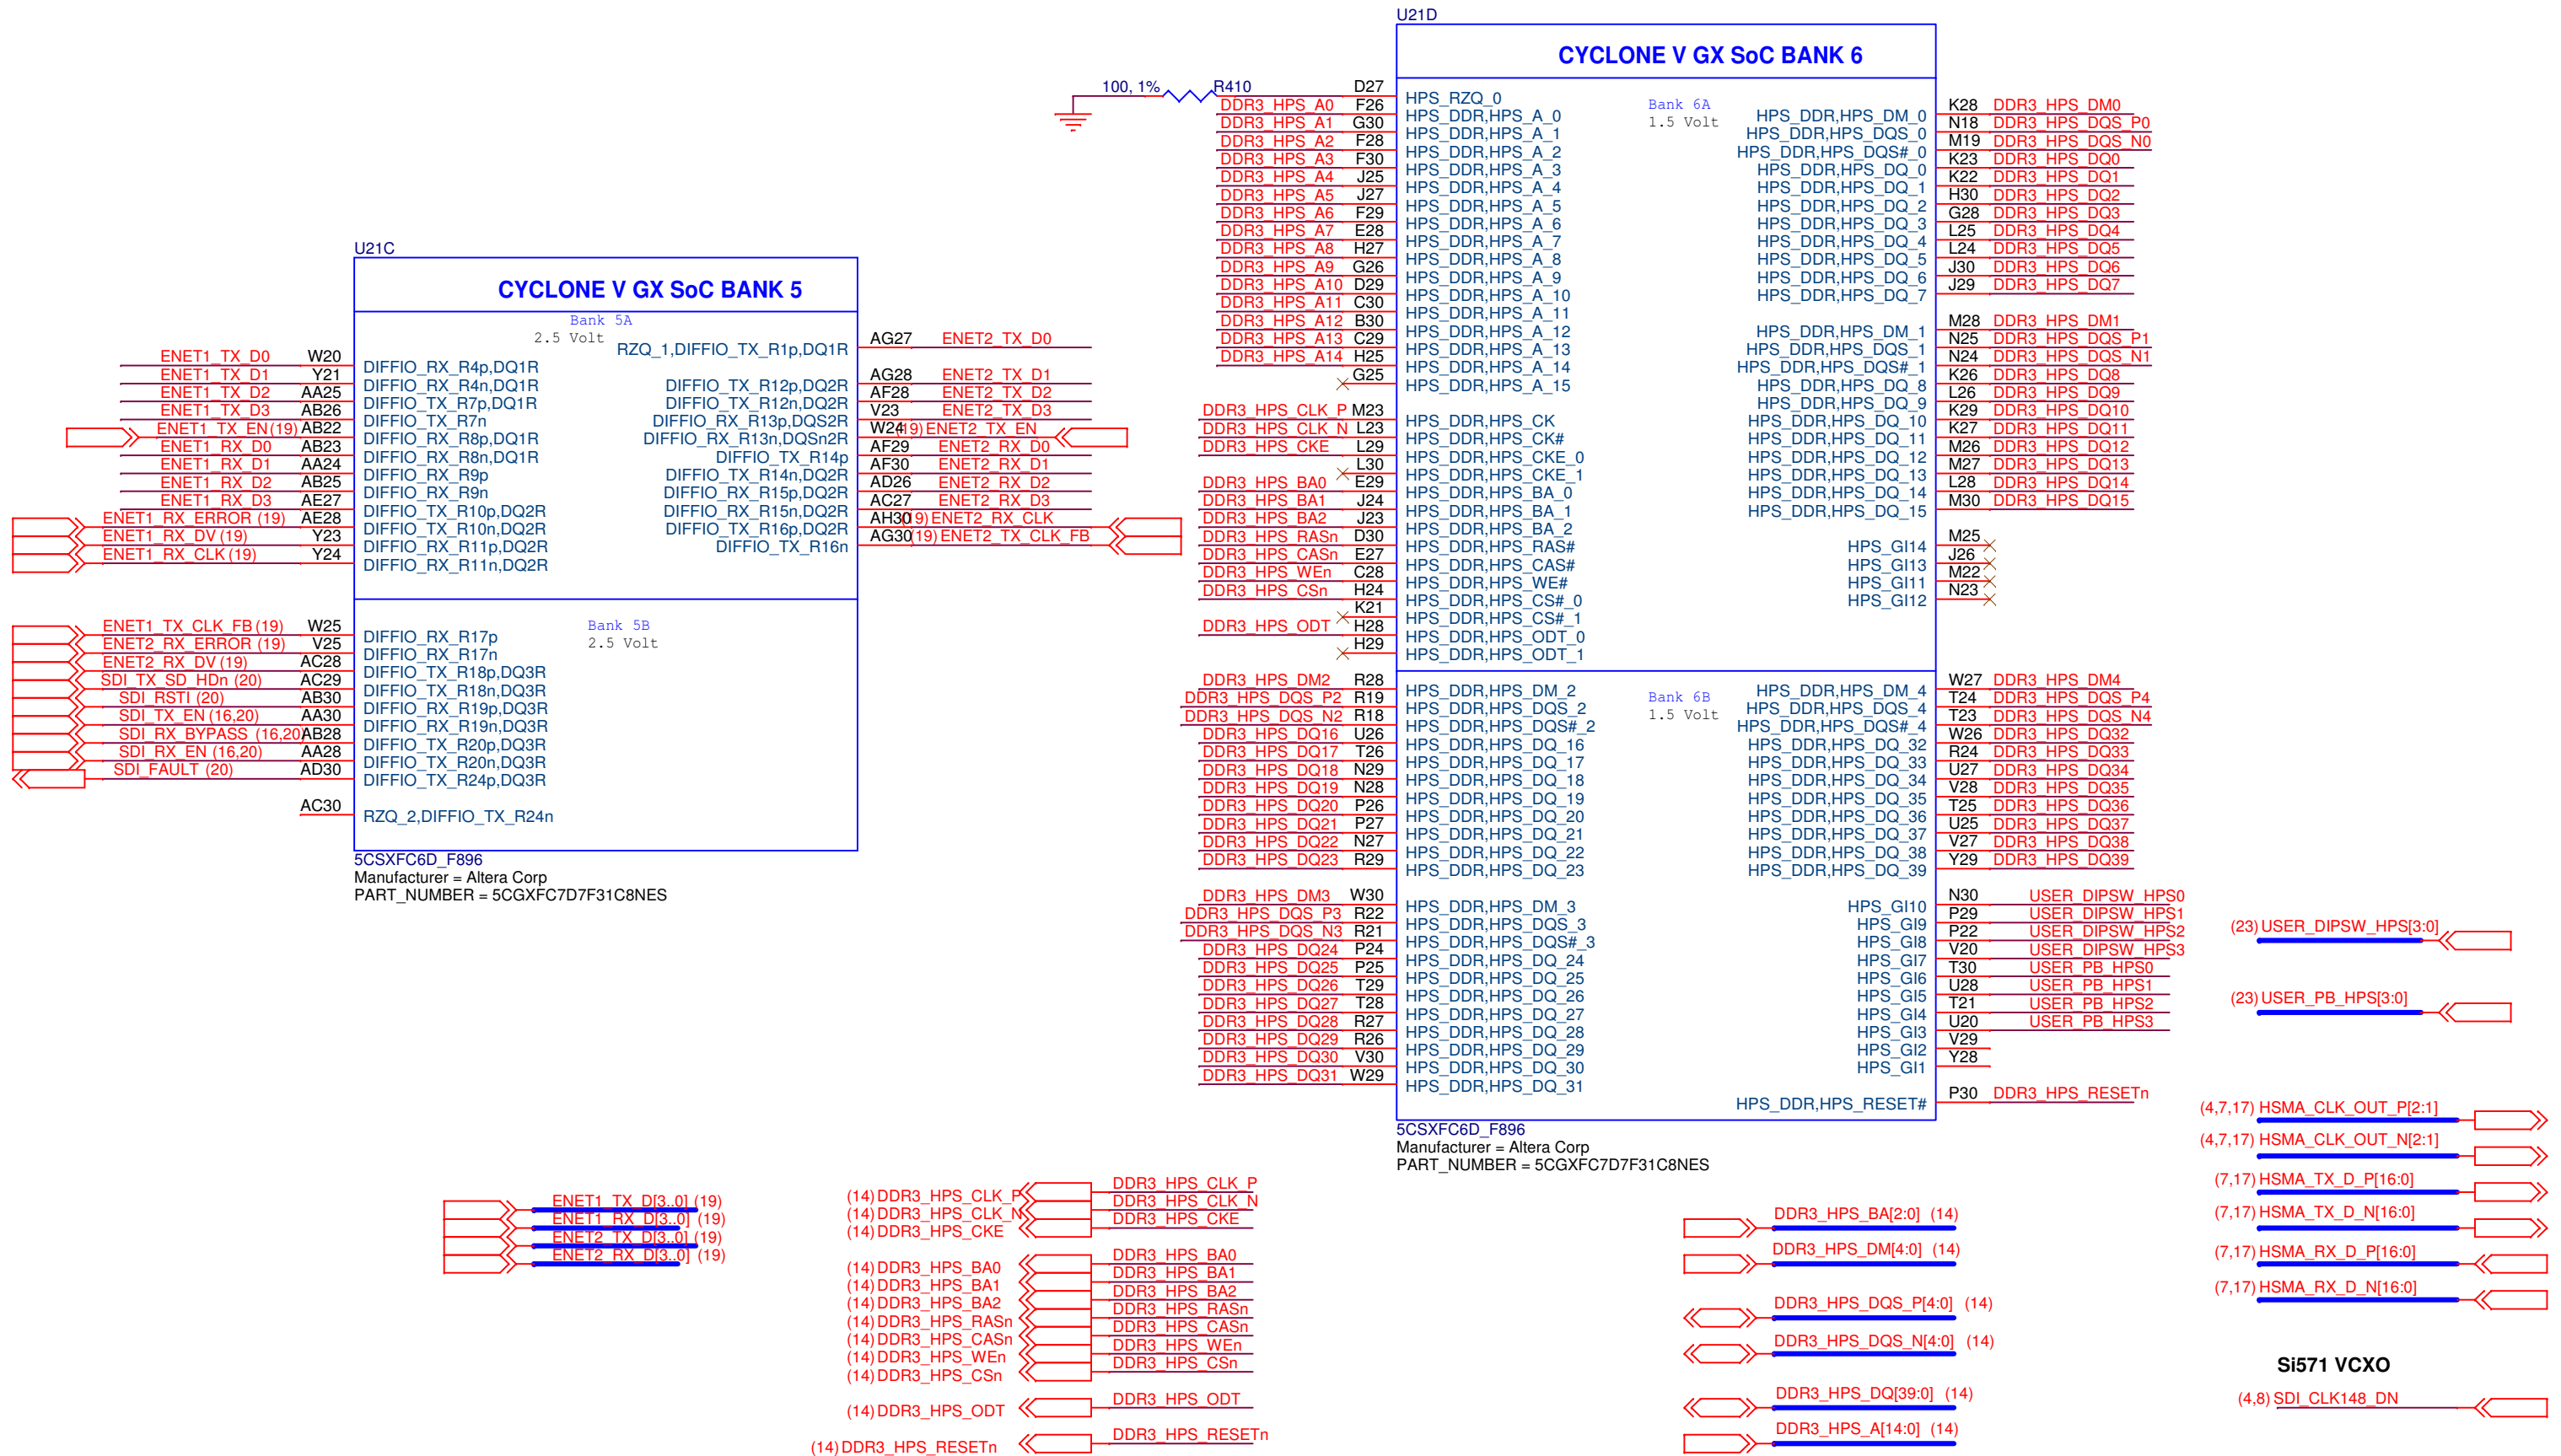 U21C
CYCLONE V GX SoC BANK 5
Bank 5A
2.5 Volt
ENET1_TX_D0 W20 DIFFIO_RX_R4p,DQ1R
ENET1_TX_D1 Y21 DIFFIO_RX_R4n,DQ1R
ENET1_TX_D2 AA25 DIFFIO_TX_R7p,DQ1R
ENET1_TX_D3 AB26 DIFFIO_TX_R7n
ENET1_TX_EN (19) AB22 DIFFIO_RX_R8p,DQ1R
ENET1_RX_D0 AB23 DIFFIO_RX_R8n,DQ1R
ENET1_RX_D1 AA24 DIFFIO_RX_R9p
ENET1_RX_D2 AB25 DIFFIO_RX_R9n
ENET1_RX_D3 AE27 DIFFIO_TX_R10p,DQ2R
ENET1_RX_ERROR (19) AE28 DIFFIO_TX_R10n,DQ2R
ENET1_RX_DV (19) Y23 DIFFIO_RX_R11p,DQ2R
ENET1_RX_CLK (19) Y24 DIFFIO_RX_R11n,DQ2R
RZQ_1,DIFFIO_TX_R1p,DQ1R AG27 ENET2_TX_D0
DIFFIO_TX_R12p,DQ2R AG28 ENET2_TX_D1
DIFFIO_TX_R12n,DQ2R AF28 ENET2_TX_D2
DIFFIO_RX_R13p,DQS2R V23 ENET2_TX_D3
DIFFIO_RX_R13n,DQSn2R W24 (19) ENET2_TX_EN
DIFFIO_TX_R14p AF29 ENET2_RX_D0
DIFFIO_TX_R14n,DQ2R AF30 ENET2_RX_D1
DIFFIO_RX_R15p,DQ2R AD26 ENET2_RX_D2
DIFFIO_RX_R15n,DQ2R AC27 ENET2_RX_D3
DIFFIO_TX_R16p,DQ2R AH30 (19) ENET2_RX_CLK
DIFFIO_TX_R16n AG30 (19) ENET2_TX_CLK_FB
Bank 5B
2.5 Volt
ENET1_TX_CLK_FB (19) W25 DIFFIO_RX_R17p
ENET2_RX_ERROR (19) V25 DIFFIO_RX_R17n
ENET2_RX_DV (19) AC28 DIFFIO_TX_R18p,DQ3R
SDI_TX_SD_HDn (20) AC29 DIFFIO_TX_R18n,DQ3R
SDI_RSTI (20) AB30 DIFFIO_RX_R19p,DQ3R
SDI_TX_EN (16,20) AA30 DIFFIO_RX_R19n,DQ3R
SDI_RX_BYPASS (16,20) AB28 DIFFIO_TX_R20p,DQ3R
SDI_RX_EN (16,20) AA28 DIFFIO_TX_R20n,DQ3R
SDI_FAULT (20) AD30 DIFFIO_TX_R24p,DQ3R
AC30 RZQ_2,DIFFIO_TX_R24n
5CSXFC6D_F896
Manufacturer = Altera Corp
PART_NUMBER = 5CGXFC7D7F31C8NES
U21D
CYCLONE V GX SoC BANK 6
Bank 6A
1.5 Volt
100, 1% R410 D27 HPS_RZQ_0
DDR3_HPS_A0 F26 HPS_DDR,HPS_A_0
DDR3_HPS_A1 G30 HPS_DDR,HPS_A_1
DDR3_HPS_A2 F28 HPS_DDR,HPS_A_2
DDR3_HPS_A3 F30 HPS_DDR,HPS_A_3
DDR3_HPS_A4 J25 HPS_DDR,HPS_A_4
DDR3_HPS_A5 J27 HPS_DDR,HPS_A_5
DDR3_HPS_A6 F29 HPS_DDR,HPS_A_6
DDR3_HPS_A7 E28 HPS_DDR,HPS_A_7
DDR3_HPS_A8 H27 HPS_DDR,HPS_A_8
DDR3_HPS_A9 G26 HPS_DDR,HPS_A_9
DDR3_HPS_A10 D29 HPS_DDR,HPS_A_10
DDR3_HPS_A11 C30 HPS_DDR,HPS_A_11
DDR3_HPS_A12 B30 HPS_DDR,HPS_A_12
DDR3_HPS_A13 C29 HPS_DDR,HPS_A_13
DDR3_HPS_A14 H25 HPS_DDR,HPS_A_14
G25 HPS_DDR,HPS_A_15
DDR3_HPS_CLK_P M23 HPS_DDR,HPS_CK
DDR3_HPS_CLK_N L23 HPS_DDR,HPS_CK#
DDR3_HPS_CKE L29 HPS_DDR,HPS_CKE_0
L30 HPS_DDR,HPS_CKE_1
DDR3_HPS_BA0 E29 HPS_DDR,HPS_BA_0
DDR3_HPS_BA1 J24 HPS_DDR,HPS_BA_1
DDR3_HPS_BA2 J23 HPS_DDR,HPS_BA_2
DDR3_HPS_RASn D30 HPS_DDR,HPS_RAS#
DDR3_HPS_CASn E27 HPS_DDR,HPS_CAS#
DDR3_HPS_WEn C28 HPS_DDR,HPS_WE#
DDR3_HPS_CSn H24 HPS_DDR,HPS_CS#_0
K21 HPS_DDR,HPS_CS#_1
DDR3_HPS_ODT H28 HPS_DDR,HPS_ODT_0
H29 HPS_DDR,HPS_ODT_1
HPS_DDR,HPS_DM_0 K28 DDR3_HPS_DM0
HPS_DDR,HPS_DQS_0 N18 DDR3_HPS_DQS_P0
HPS_DDR,HPS_DQS#_0 M19 DDR3_HPS_DQS_N0
HPS_DDR,HPS_DQ_0 K23 DDR3_HPS_DQ0
HPS_DDR,HPS_DQ_1 K22 DDR3_HPS_DQ1
HPS_DDR,HPS_DQ_2 H30 DDR3_HPS_DQ2
HPS_DDR,HPS_DQ_3 G28 DDR3_HPS_DQ3
HPS_DDR,HPS_DQ_4 L25 DDR3_HPS_DQ4
HPS_DDR,HPS_DQ_5 L24 DDR3_HPS_DQ5
HPS_DDR,HPS_DQ_6 J30 DDR3_HPS_DQ6
HPS_DDR,HPS_DQ_7 J29 DDR3_HPS_DQ7
HPS_DDR,HPS_DM_1 M28 DDR3_HPS_DM1
HPS_DDR,HPS_DQS_1 N25 DDR3_HPS_DQS_P1
HPS_DDR,HPS_DQS#_1 N24 DDR3_HPS_DQS_N1
HPS_DDR,HPS_DQ_8 K26 DDR3_HPS_DQ8
HPS_DDR,HPS_DQ_9 L26 DDR3_HPS_DQ9
HPS_DDR,HPS_DQ_10 K29 DDR3_HPS_DQ10
HPS_DDR,HPS_DQ_11 K27 DDR3_HPS_DQ11
HPS_DDR,HPS_DQ_12 M26 DDR3_HPS_DQ12
HPS_DDR,HPS_DQ_13 M27 DDR3_HPS_DQ13
HPS_DDR,HPS_DQ_14 L28 DDR3_HPS_DQ14
HPS_DDR,HPS_DQ_15 M30 DDR3_HPS_DQ15
HPS_GI14 M25
HPS_GI13 J26
HPS_GI11 M22
HPS_GI12 N23
Bank 6B
1.5 Volt
DDR3_HPS_DM2 R28 HPS_DDR,HPS_DM_2
DDR3_HPS_DQS_P2 R19 HPS_DDR,HPS_DQS_2
DDR3_HPS_DQS_N2 R18 HPS_DDR,HPS_DQS#_2
DDR3_HPS_DQ16 U26 HPS_DDR,HPS_DQ_16
DDR3_HPS_DQ17 T26 HPS_DDR,HPS_DQ_17
DDR3_HPS_DQ18 N29 HPS_DDR,HPS_DQ_18
DDR3_HPS_DQ19 N28 HPS_DDR,HPS_DQ_19
DDR3_HPS_DQ20 P26 HPS_DDR,HPS_DQ_20
DDR3_HPS_DQ21 P27 HPS_DDR,HPS_DQ_21
DDR3_HPS_DQ22 N27 HPS_DDR,HPS_DQ_22
DDR3_HPS_DQ23 R29 HPS_DDR,HPS_DQ_23
DDR3_HPS_DM3 W30 HPS_DDR,HPS_DM_3
DDR3_HPS_DQS_P3 R22 HPS_DDR,HPS_DQS_3
DDR3_HPS_DQS_N3 R21 HPS_DDR,HPS_DQS#_3
DDR3_HPS_DQ24 P24 HPS_DDR,HPS_DQ_24
DDR3_HPS_DQ25 P25 HPS_DDR,HPS_DQ_25
DDR3_HPS_DQ26 T29 HPS_DDR,HPS_DQ_26
DDR3_HPS_DQ27 T28 HPS_DDR,HPS_DQ_27
DDR3_HPS_DQ28 R27 HPS_DDR,HPS_DQ_28
DDR3_HPS_DQ29 R26 HPS_DDR,HPS_DQ_29
DDR3_HPS_DQ30 V30 HPS_DDR,HPS_DQ_30
DDR3_HPS_DQ31 W29 HPS_DDR,HPS_DQ_31
HPS_DDR,HPS_DM_4 W27 DDR3_HPS_DM4
HPS_DDR,HPS_DQS_4 T24 DDR3_HPS_DQS_P4
HPS_DDR,HPS_DQS#_4 T23 DDR3_HPS_DQS_N4
HPS_DDR,HPS_DQ_32 W26 DDR3_HPS_DQ32
HPS_DDR,HPS_DQ_33 R24 DDR3_HPS_DQ33
HPS_DDR,HPS_DQ_34 U27 DDR3_HPS_DQ34
HPS_DDR,HPS_DQ_35 V28 DDR3_HPS_DQ35
HPS_DDR,HPS_DQ_36 T25 DDR3_HPS_DQ36
HPS_DDR,HPS_DQ_37 U25 DDR3_HPS_DQ37
HPS_DDR,HPS_DQ_38 V27 DDR3_HPS_DQ38
HPS_DDR,HPS_DQ_39 Y29 DDR3_HPS_DQ39
HPS_GI10 N30 USER_DIPSW_HPS0
HPS_GI9 P29 USER_DIPSW_HPS1
HPS_GI8 P22 USER_DIPSW_HPS2
HPS_GI7 V20 USER_DIPSW_HPS3
HPS_GI6 T30 USER_PB_HPS0
HPS_GI5 U28 USER_PB_HPS1
HPS_GI4 T21 USER_PB_HPS2
HPS_GI3 U20 USER_PB_HPS3
HPS_GI2 V29
HPS_GI1 Y28
HPS_DDR,HPS_RESET# P30 DDR3_HPS_RESETn
5CSXFC6D_F896
Manufacturer = Altera Corp
PART_NUMBER = 5CGXFC7D7F31C8NES
(23) USER_DIPSW_HPS[3:0]
(23) USER_PB_HPS[3:0]
(4,7,17) HSMA_CLK_OUT_P[2:1]
(4,7,17) HSMA_CLK_OUT_N[2:1]
(7,17) HSMA_TX_D_P[16:0]
(7,17) HSMA_TX_D_N[16:0]
(7,17) HSMA_RX_D_P[16:0]
(7,17) HSMA_RX_D_N[16:0]
Si571 VCXO
(4,8) SDI_CLK148_DN
ENET1_TX_D[3..0] (19)
ENET1_RX_D[3..0] (19)
ENET2_TX_D[3..0] (19)
ENET2_RX_D[3..0] (19)
(14) DDR3_HPS_CLK_P DDR3_HPS_CLK_P
(14) DDR3_HPS_CLK_N DDR3_HPS_CLK_N
(14) DDR3_HPS_CKE DDR3_HPS_CKE
(14) DDR3_HPS_BA0 DDR3_HPS_BA0
(14) DDR3_HPS_BA1 DDR3_HPS_BA1
(14) DDR3_HPS_BA2 DDR3_HPS_BA2
(14) DDR3_HPS_RASn DDR3_HPS_RASn
(14) DDR3_HPS_CASn DDR3_HPS_CASn
(14) DDR3_HPS_WEn DDR3_HPS_WEn
(14) DDR3_HPS_CSn DDR3_HPS_CSn
(14) DDR3_HPS_ODT DDR3_HPS_ODT
(14) DDR3_HPS_RESETn DDR3_HPS_RESETn
DDR3_HPS_BA[2:0] (14)
DDR3_HPS_DM[4:0] (14)
DDR3_HPS_DQS_P[4:0] (14)
DDR3_HPS_DQS_N[4:0] (14)
DDR3_HPS_DQ[39:0] (14)
DDR3_HPS_A[14:0] (14)